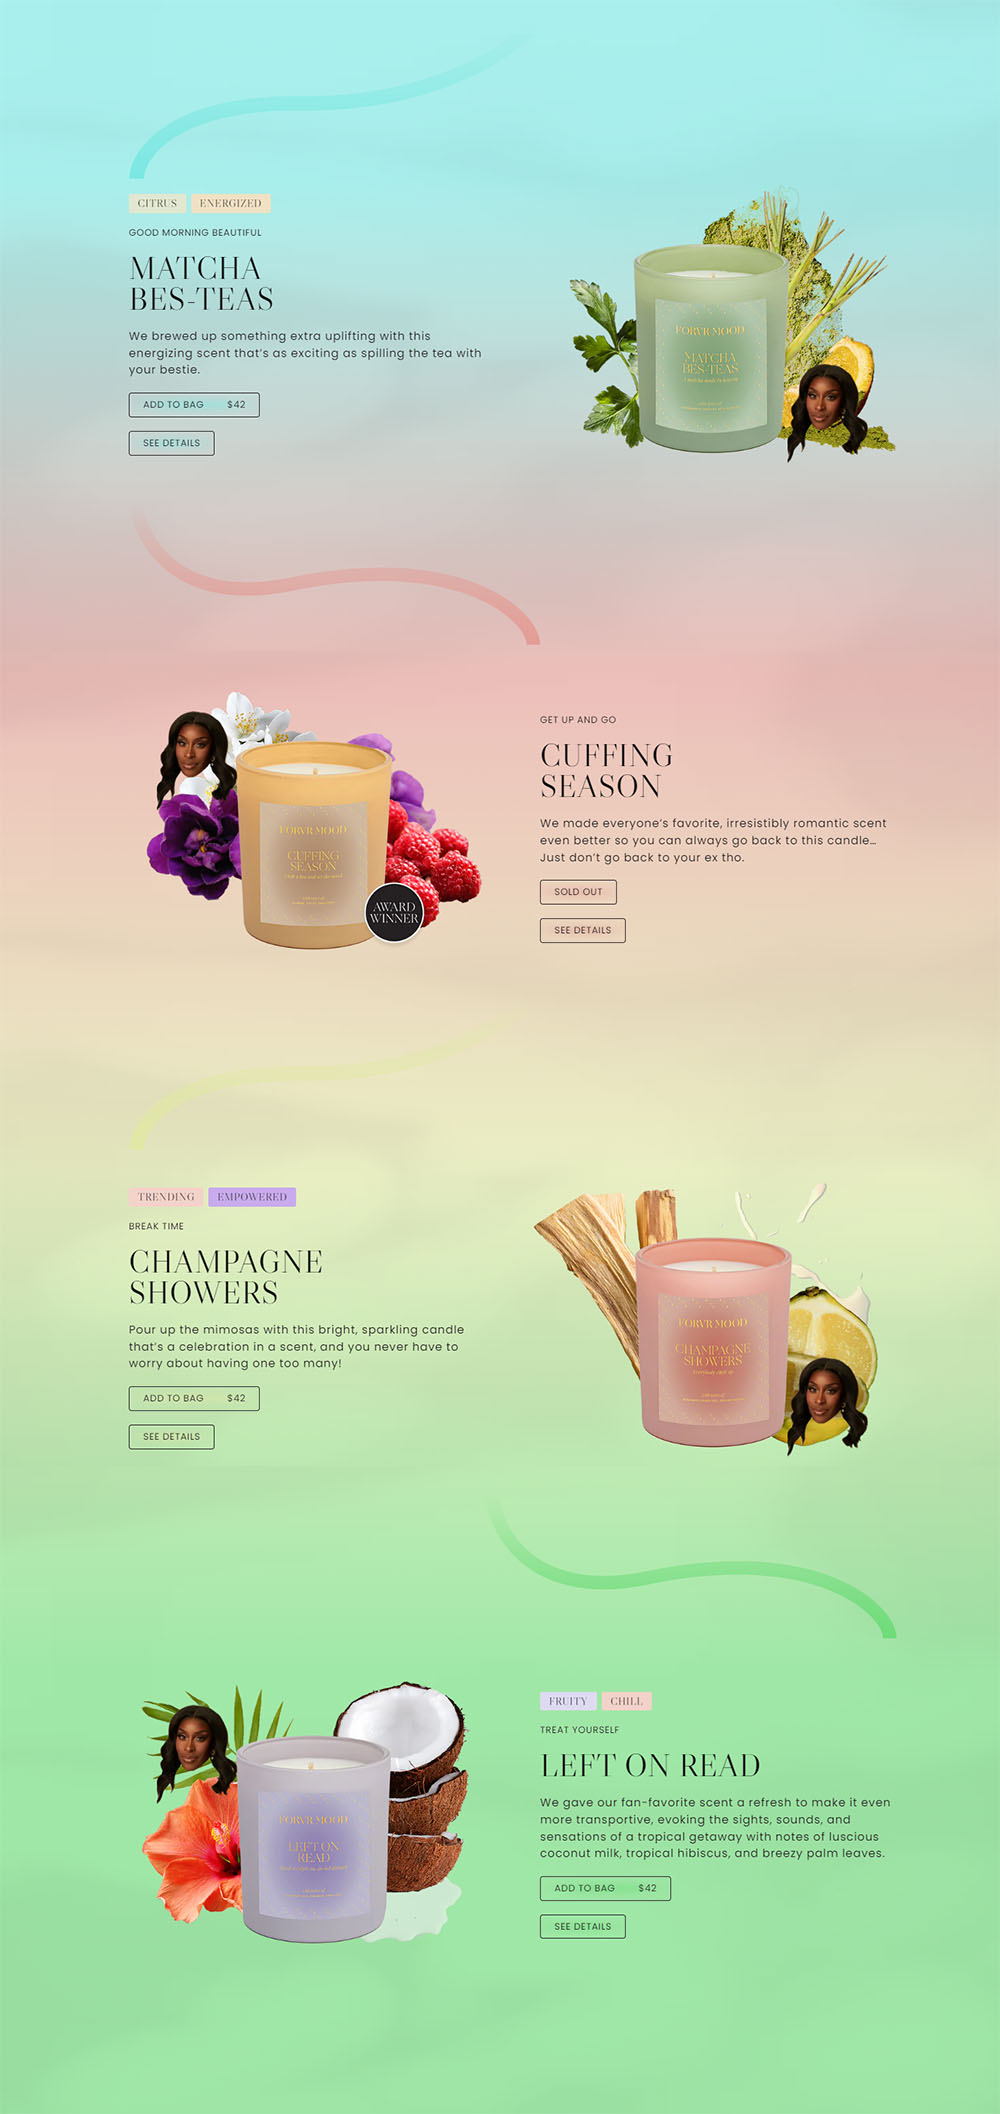 CITRUS ENERGIZED
GOOD MORNING BEAUTIFUL
MATCHA
BES-TEAS
We brewed up something extra uplifting with this
energizing scent that's as exciting as spilling the tea with
your bestie.
ADD TO BAG $42
SEE DETAILS
FORVR MOOD
MATCHA
BES-TEAS
A matcha made in heaven
FORVR MOOD
CUFFING
SEASON
AWARD
WINNER
GET UP AND GO
CUFFING
SEASON
We made everyone's favorite, irresistibly romantic scent
even better so you can always go back to this candle...
Just don't go back to your ex tho.
SOLD OUT
SEE DETAILS
TRENDING EMPOWERED
BREAK TIME
CHAMPAGNE
SHOWERS
Pour up the mimosas with this bright, sparkling candle
that's a celebration in a scent, and you never have to
worry about having one too many!
ADD TO BAG $42
SEE DETAILS
FORVR MOOD
CHAMPAGNE
SHOWERS
FORVR MOOD
LEFT ON
READ
FRUITY CHILL
TREAT YOURSELF
LEFT ON READ
We gave our fan-favorite scent a refresh to make it even
more transportive, evoking the sights, sounds, and
sensations of a tropical getaway with notes of luscious
coconut milk, tropical hibiscus, and breezy palm leaves.
ADD TO BAG $42
SEE DETAILS